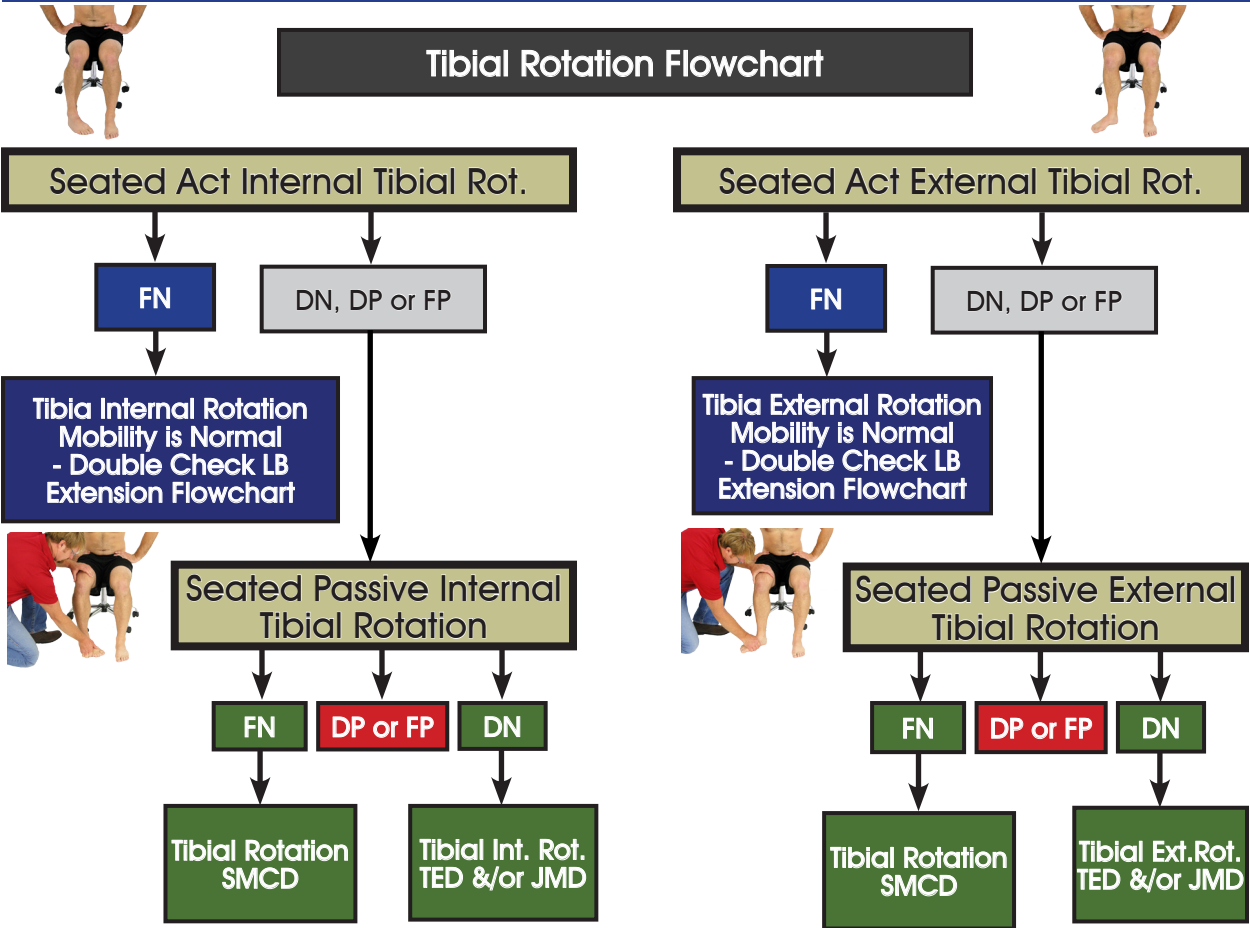 Tibial Rotation Flowchart
Seated Act Internal Tibial Rot.
FN
DN, DP or FP
Tibia Internal Rotation
Mobility is Normal
- Double Check LB
Extension Flowchart
Seated Passive Internal
Tibial Rotation
FN
DP or FP
DN
Tibial Rotation
SMCD
Tibial Int. Rot.
TED &/or JMD
Seated Act External Tibial Rot.
FN
DN, DP or FP
Tibia External Rotation
Mobility is Normal
- Double Check LB
Extension Flowchart
Seated Passive External
Tibial Rotation
FN
DP or FP
DN
Tibial Rotation
SMCD
Tibial Ext.Rot.
TED &/or JMD